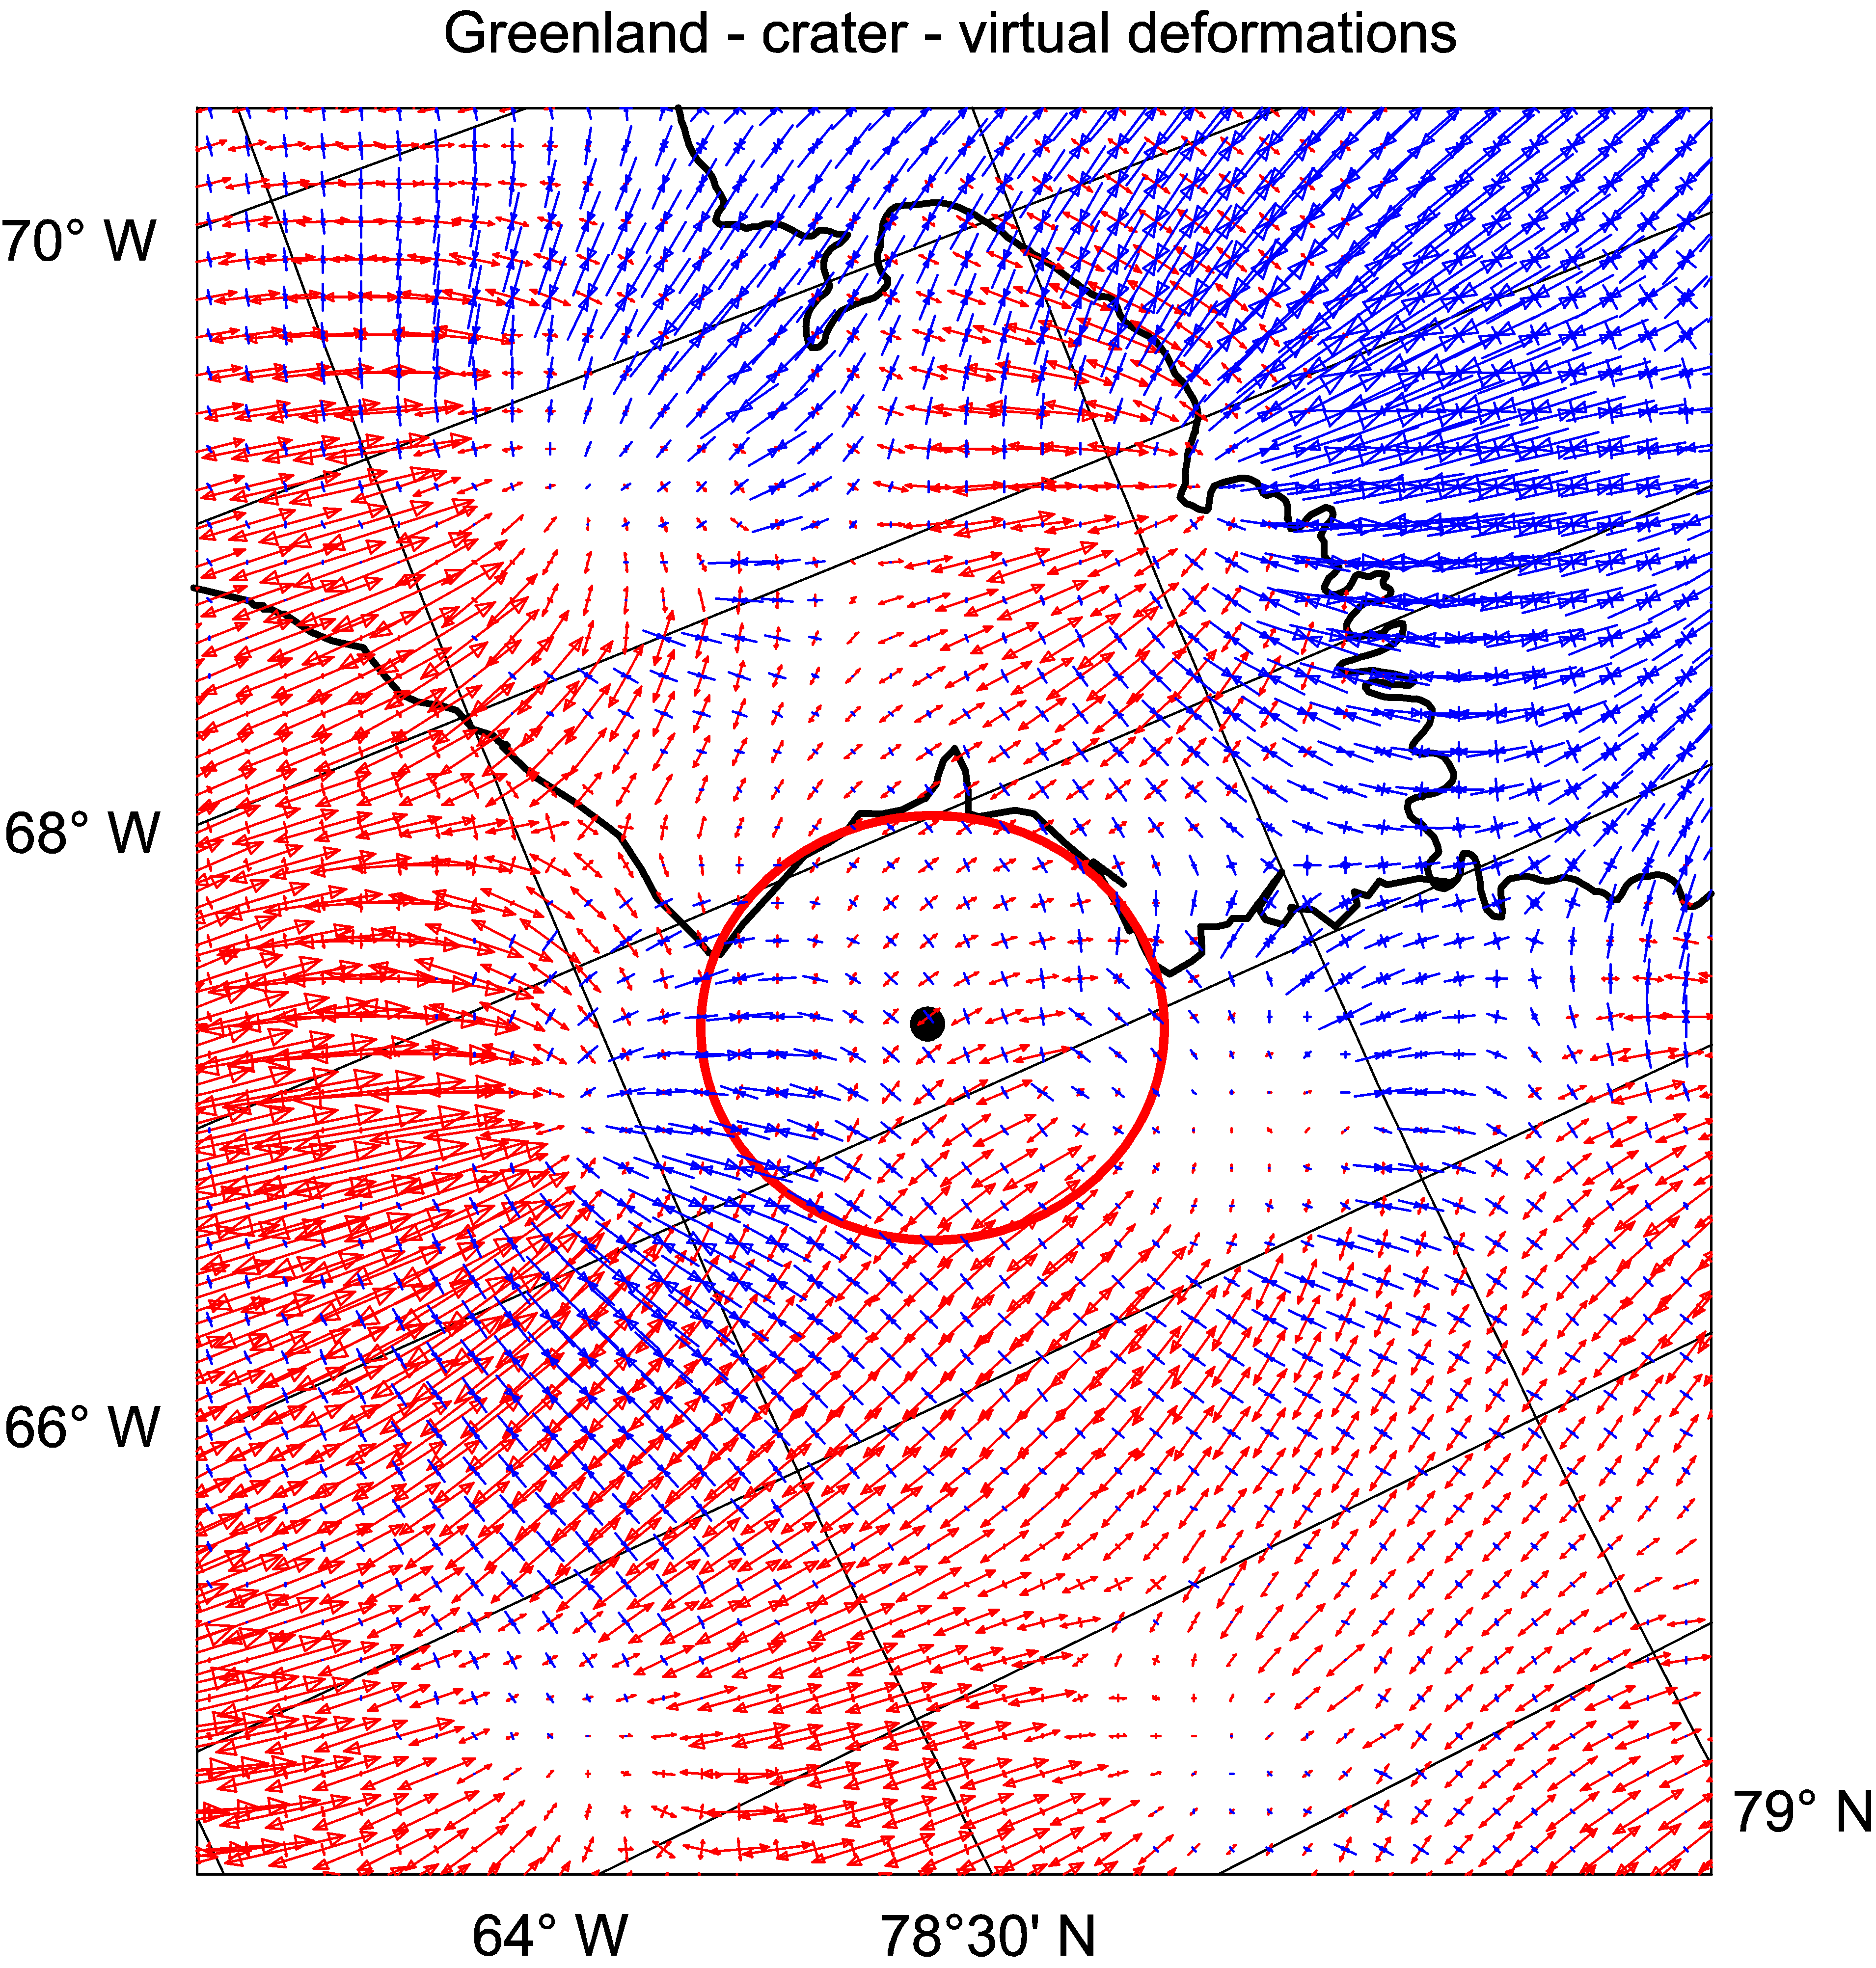 Greenland - crater - virtual deformations
70° W
68° W
66° W
79° N
64° W
78°30' N